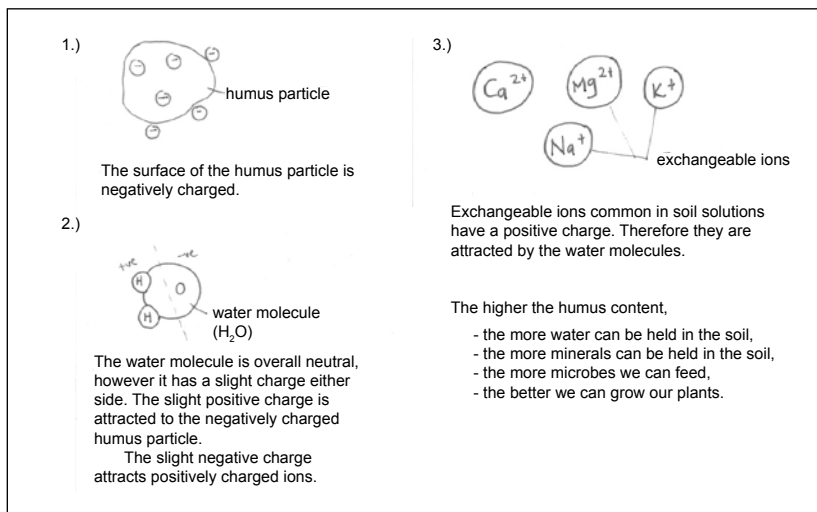 1.)
⊖ ⊖ ⊖
⊖
⊖
⊖
humus particle
The surface of the humus particle is
negatively charged.
2.)
+ve -ve
H O
H
water molecule
(H₂O)
The water molecule is overall neutral,
however it has a slight charge either
side. The slight positive charge is
attracted to the negatively charged
humus particle.
The slight negative charge
attracts positively charged ions.
3.)
Ca²⁺ Mg²⁺ K⁺
Na⁺
exchangeable ions
Exchangeable ions common in soil solutions
have a positive charge. Therefore they are
attracted by the water molecules.
The higher the humus content,
- the more water can be held in the soil,
- the more minerals can be held in the soil,
- the more microbes we can feed,
- the better we can grow our plants.